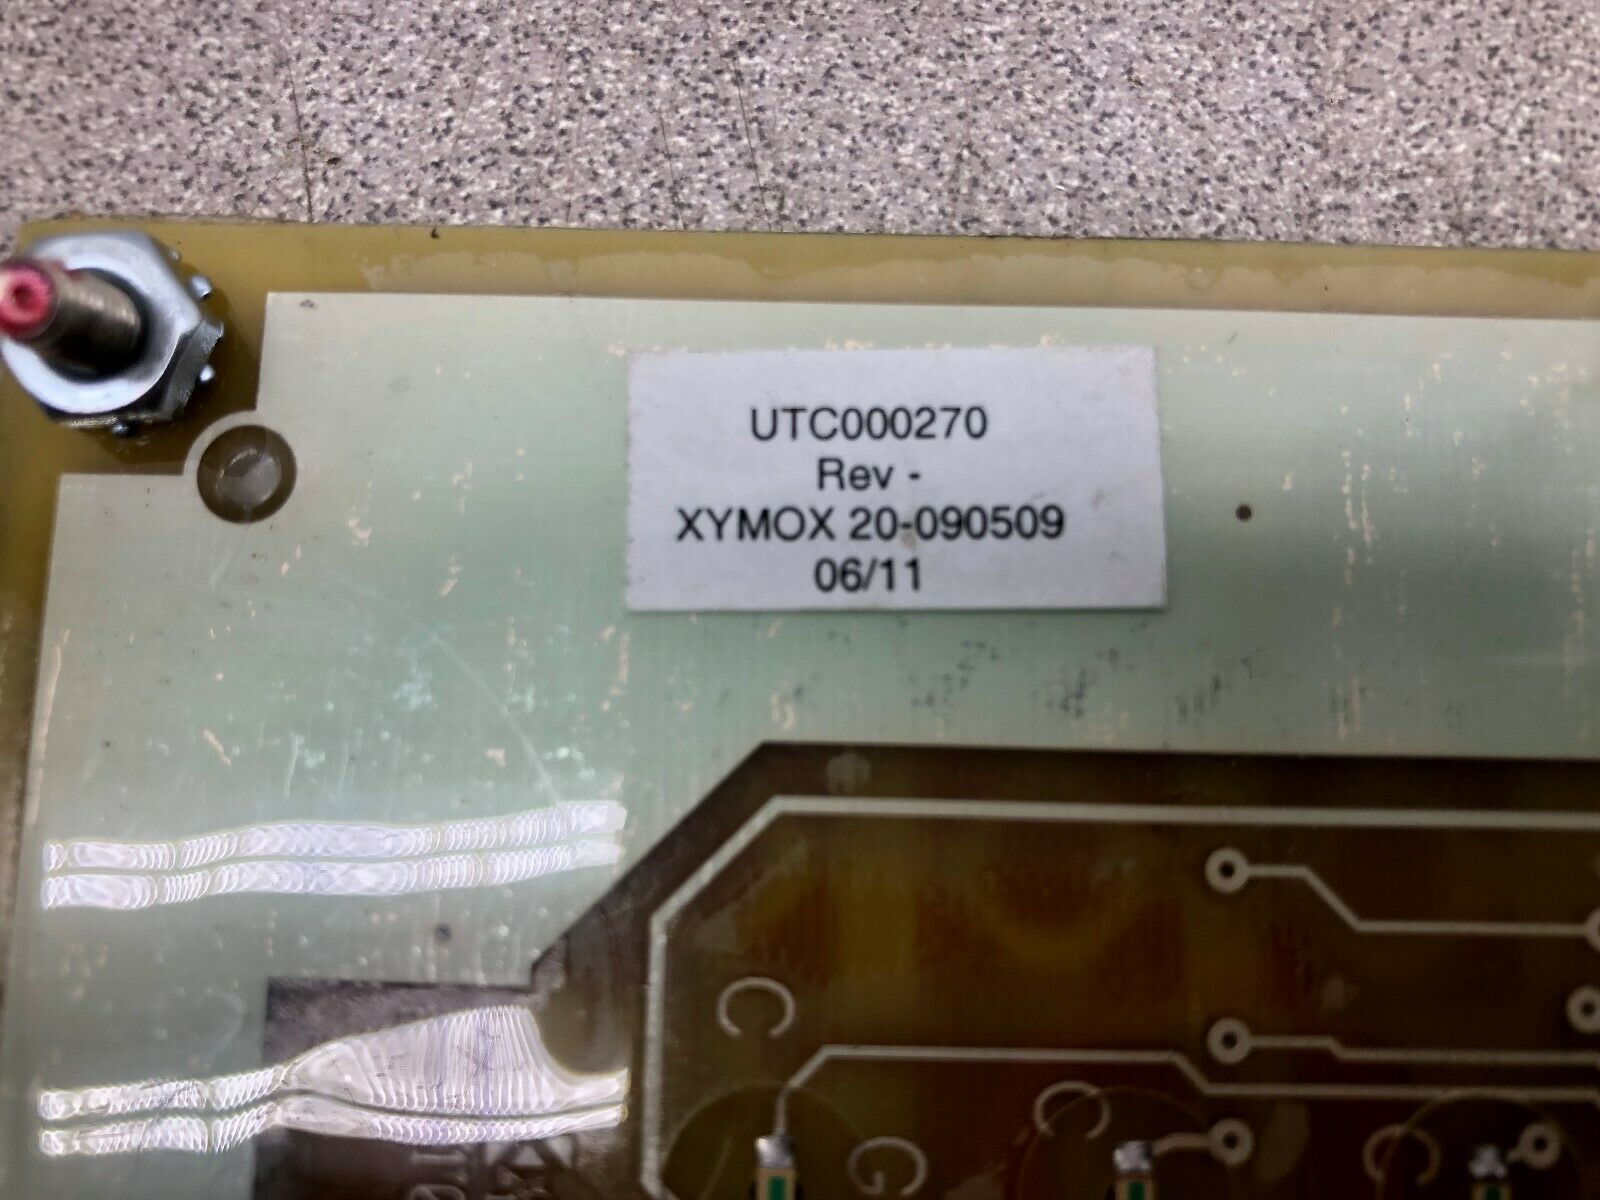 UTC000270
Rev -
XYMOX 20-090509
06/11
C
G